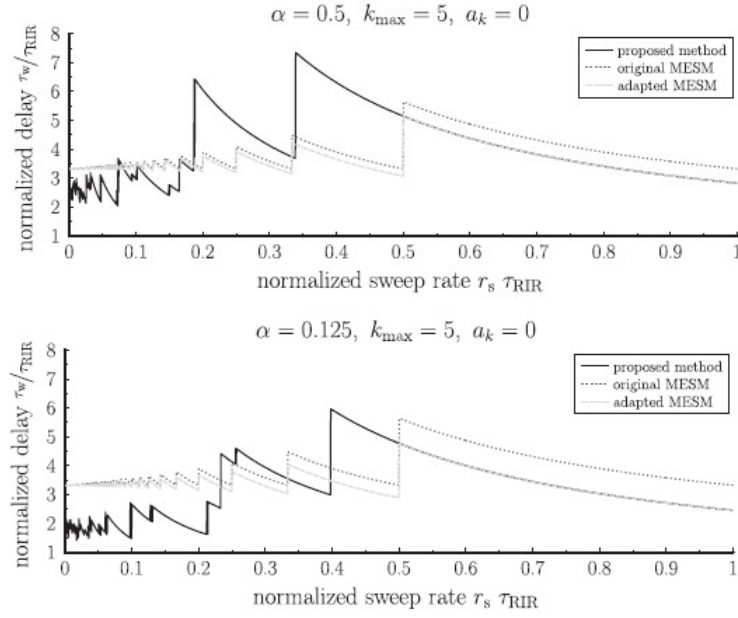 α = 0.5, k_max = 5, a_k = 0
8
7
6
5
4
3
2
1
normalized delay τ_w/τ_RIR
proposed method
original MESM
adapted MESM
0 0.1 0.2 0.3 0.4 0.5 0.6 0.7 0.8 0.9 1
normalized sweep rate r_s τ_RIR
α = 0.125, k_max = 5, a_k = 0
8
7
6
5
4
3
2
1
normalized delay τ_w/τ_RIR
proposed method
original MESM
adapted MESM
0 0.1 0.2 0.3 0.4 0.5 0.6 0.7 0.8 0.9 1
normalized sweep rate r_s τ_RIR